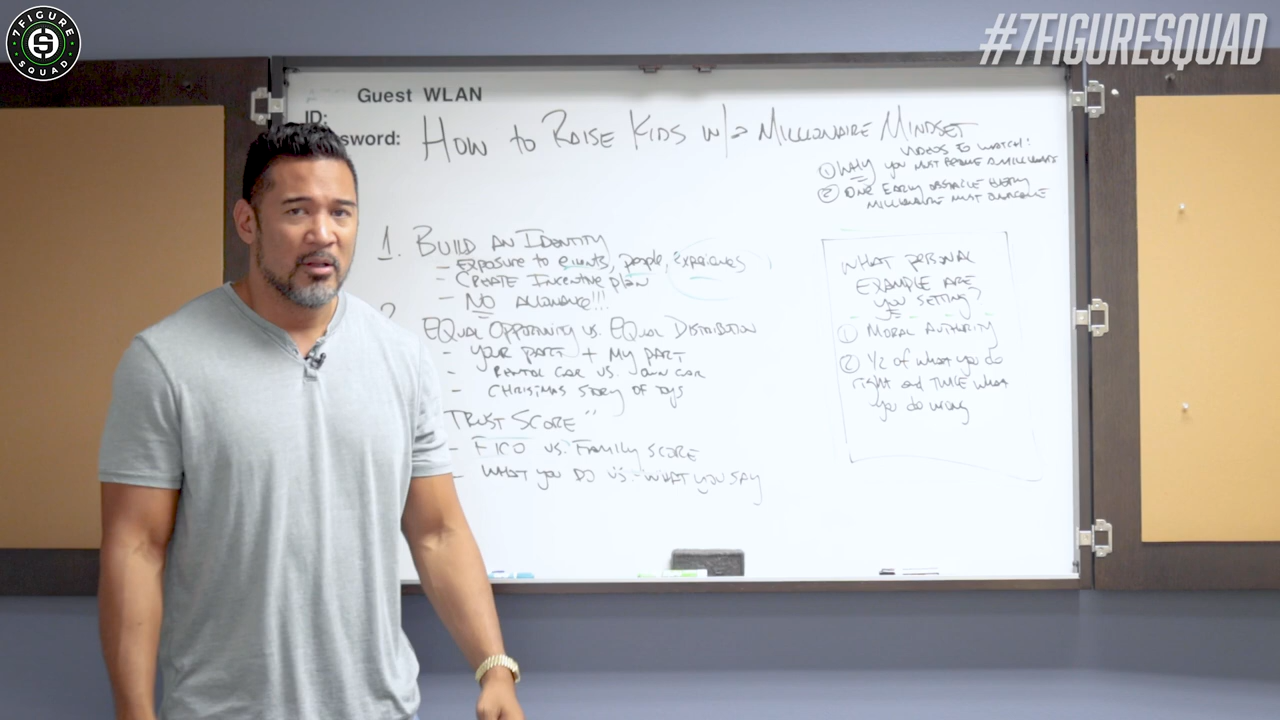 7FIGURE
SQUAD
#7FIGURESQUAD
Guest WLAN
ID:
sword:
How to Raise Kids w/a Millionaire Mindset
Videos to watch:
① Why you must become a millionaire
② One early obstacle every
millionaire must overcome
1. Build an Identity
- Exposure to events, people, experiences
- Create Incentive plan
- No allowance!!!
2
Equal Opportunity vs. Equal Distribution
- Your part + my part
- Rental car vs. own car
- Christmas story of toys
Trust Score"
- FICO vs. Family score
- What you do vs. what you say
What personal
example are
you setting?
① Moral authority
② 1/2 of what you do
right and twice what
you do wrong